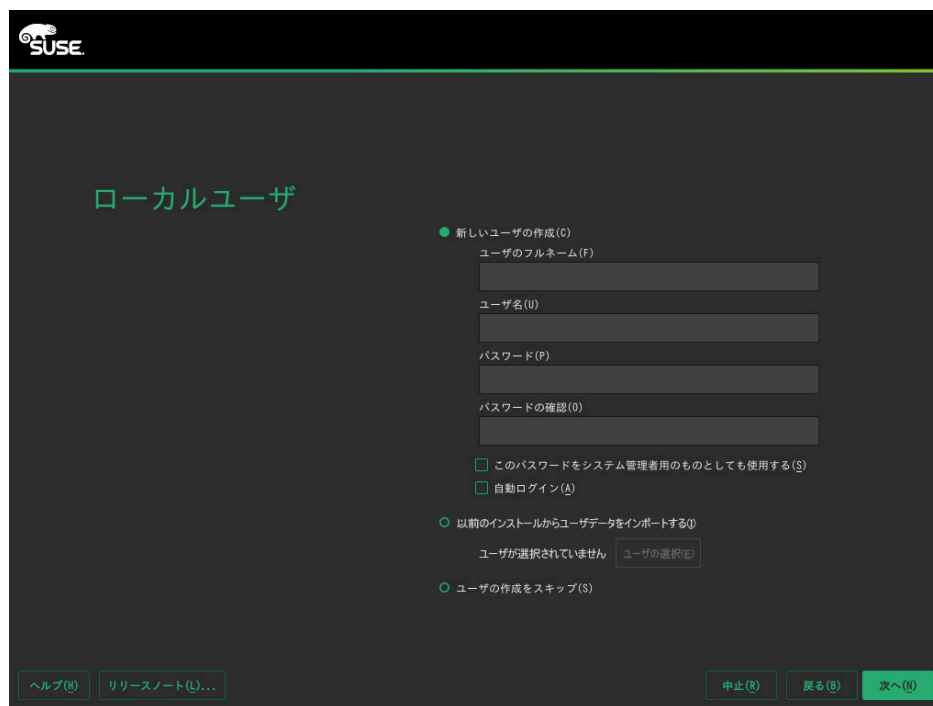 SUSE.
ローカルユーザ
新しいユーザの作成(C)
ユーザのフルネーム(F)
ユーザ名(U)
パスワード(P)
パスワードの確認(O)
このパスワードをシステム管理者用のものとしても使用する(S)
自動ログイン(A)
以前のインストールからユーザデータをインポートする(I)
ユーザが選択されていません ユーザの選択(E)
ユーザの作成をスキップ(S)
ヘルプ(H) リリースノート(L)... 中止(R) 戻る(B) 次へ(N)